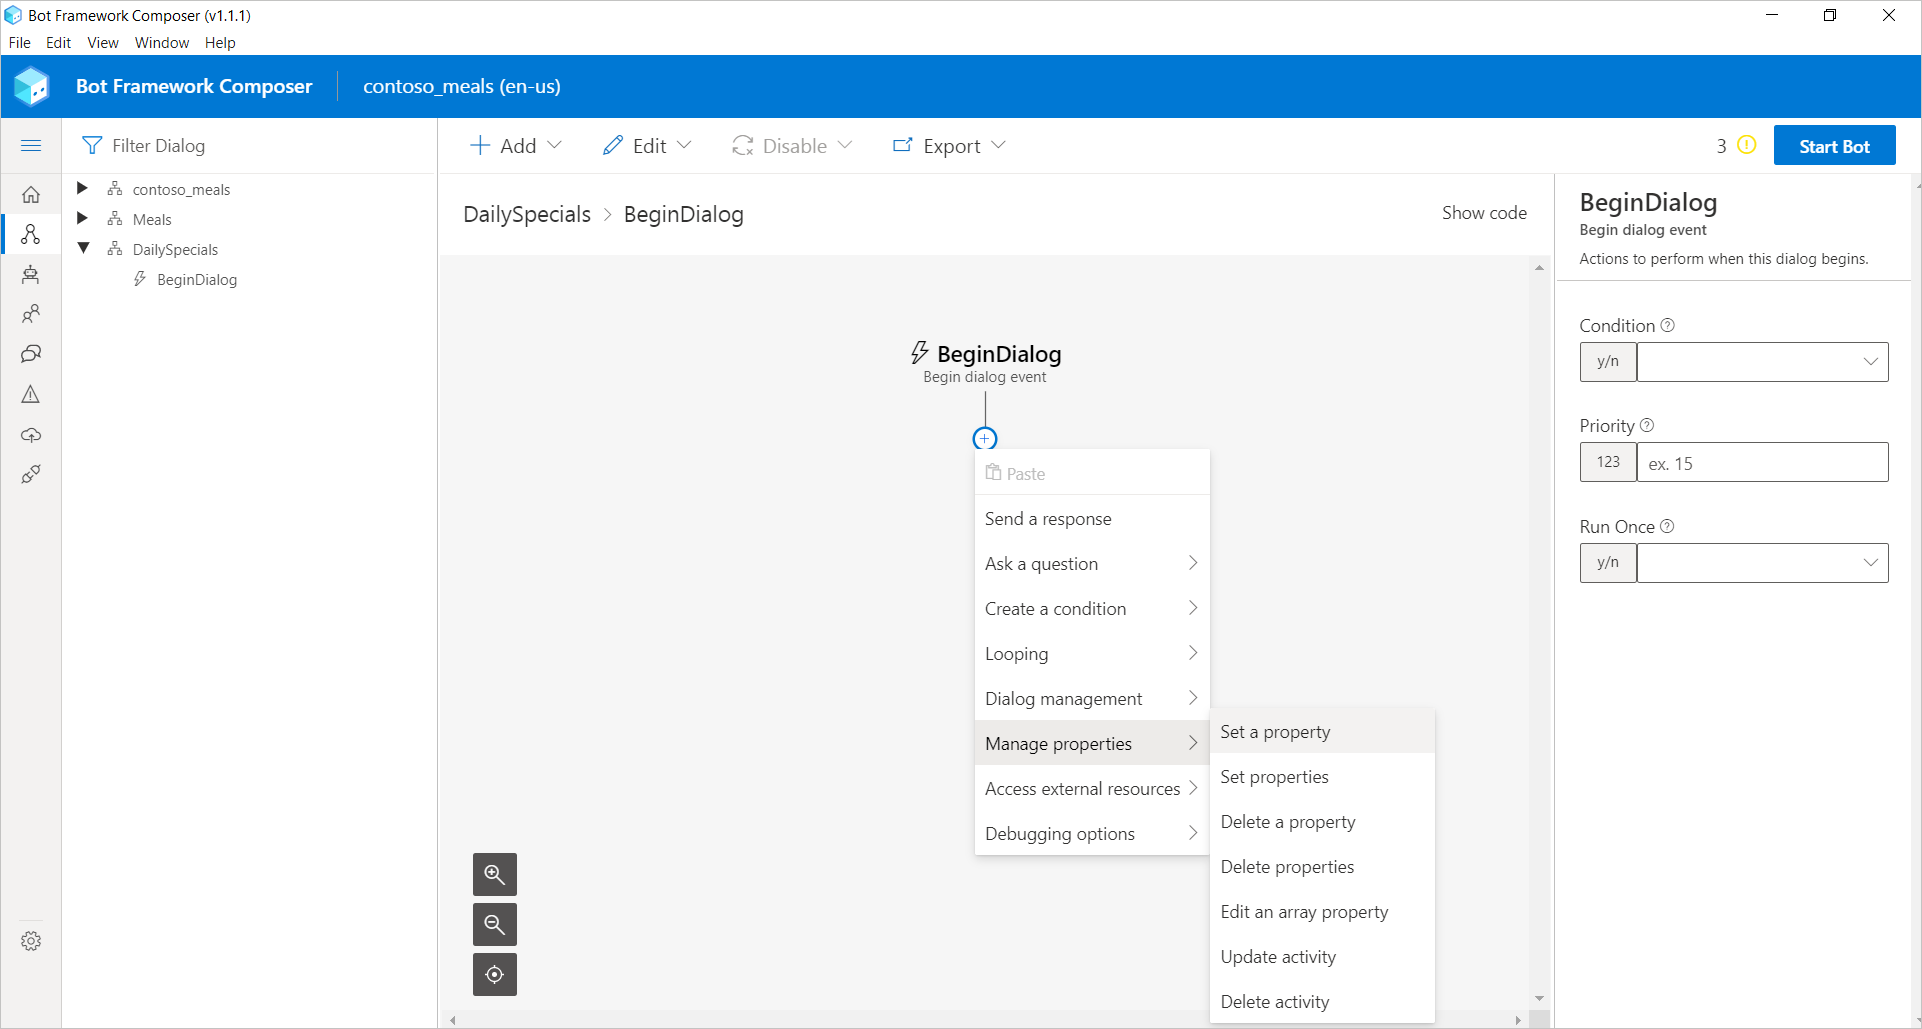 Bot Framework Composer (v1.1.1)
File Edit View Window Help
Bot Framework Composer contoso_meals (en-us)
Filter Dialog
Add Edit Disable Export 3 Start Bot
contoso_meals
Meals
DailySpecials
BeginDialog
DailySpecials > BeginDialog Show code
BeginDialog
Begin dialog event
Paste
Send a response
Ask a question
Create a condition
Looping
Dialog management
Manage properties
Access external resources
Debugging options
Set a property
Set properties
Delete a property
Delete properties
Edit an array property
Update activity
Delete activity
BeginDialog
Begin dialog event
Actions to perform when this dialog begins.
Condition
y/n
Priority
123 ex. 15
Run Once
y/n